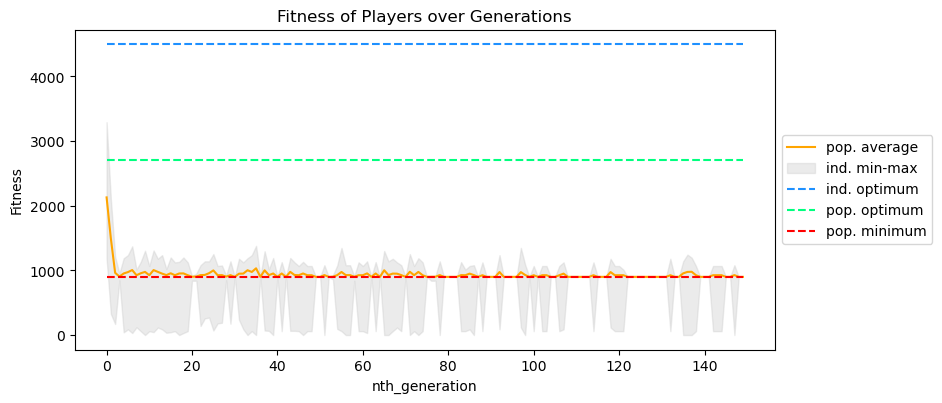 Fitness of Players over Generations
Fitness
4000
3000
2000
1000
0
0
20
40
60
80
100
120
140
nth_generation
pop. average
ind. min-max
ind. optimum
pop. optimum
pop. minimum